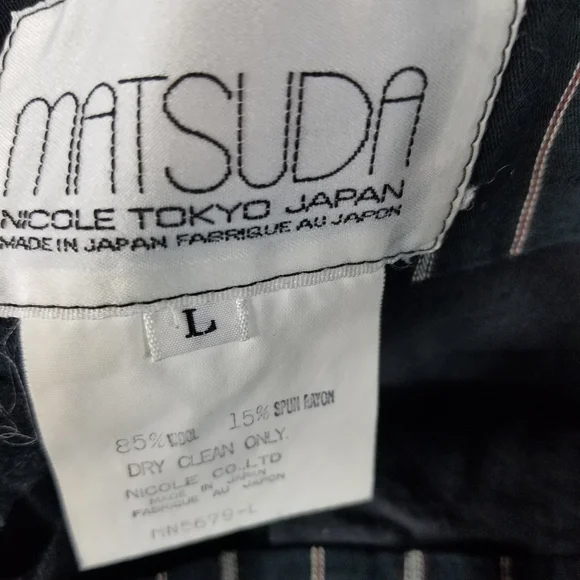 MATSUDA
NICOLE TOKYO JAPAN
MADE IN JAPAN FABRIQUE AU JAPON
L
85% WOOL 15% SPUN RAYON
DRY CLEAN ONLY.
NICOLE CO.,LTD
MADE IN JAPAN
FABRIQUE AU JAPON
MN5679-L